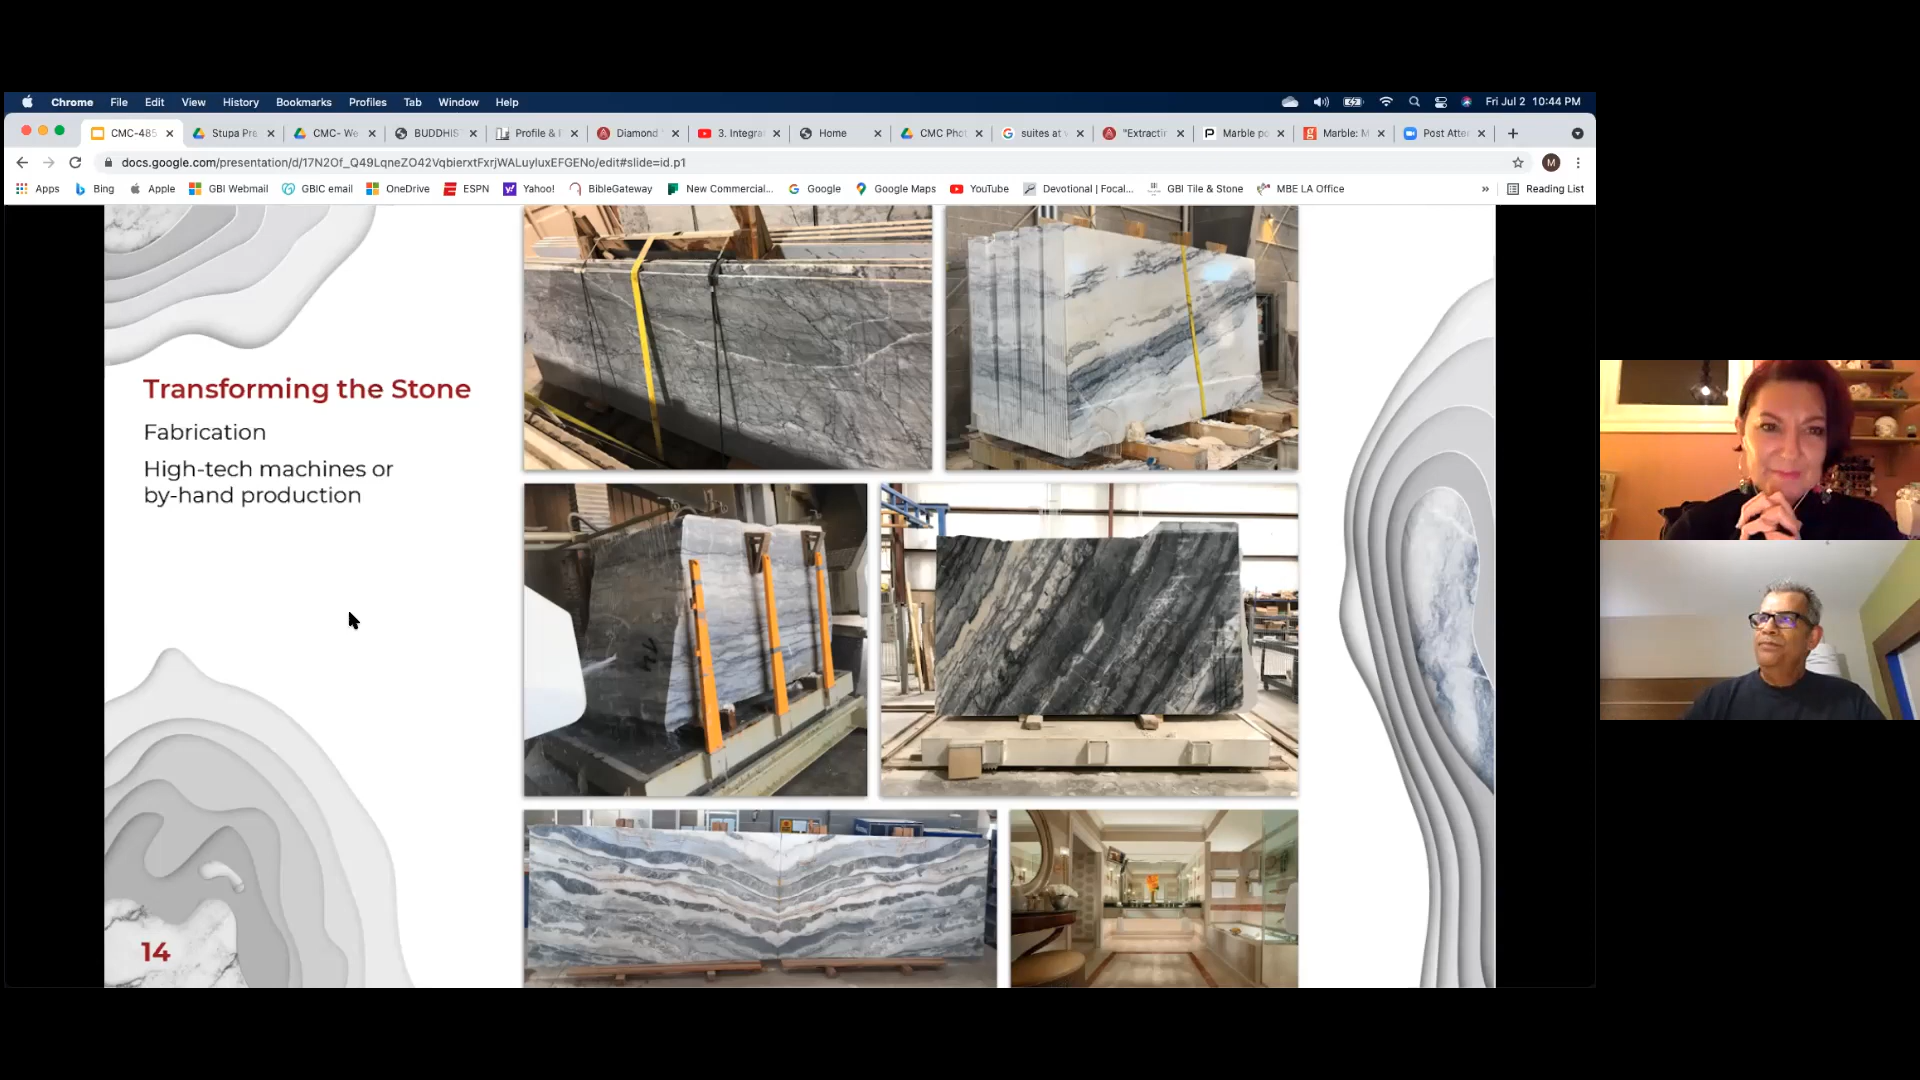 Chrome File Edit View History Bookmarks Profiles Tab Window Help
Fri Jul 2 10:44 PM
CMC-485
Stupa Pre
CMC- We
BUDDHIS
Profile &
Diamond
3. Integra
Home
CMC Pho
suites at
"Extractin
Marble po
Marble: M
Post Atte
docs.google.com/presentation/d/17N2Of_Q49LqneZO42VqbierxtFxrjWALuyluxEFGENo/edit#slide=id.p1
M
Apps Bing Apple GBI Webmail GBIC email OneDrive ESPN Yahoo! BibleGateway New Commercial... Google Google Maps YouTube Devotional | Focal... GBI Tile & Stone MBE LA Office » Reading List
Transforming the Stone
Fabrication
High-tech machines or
by-hand production
14